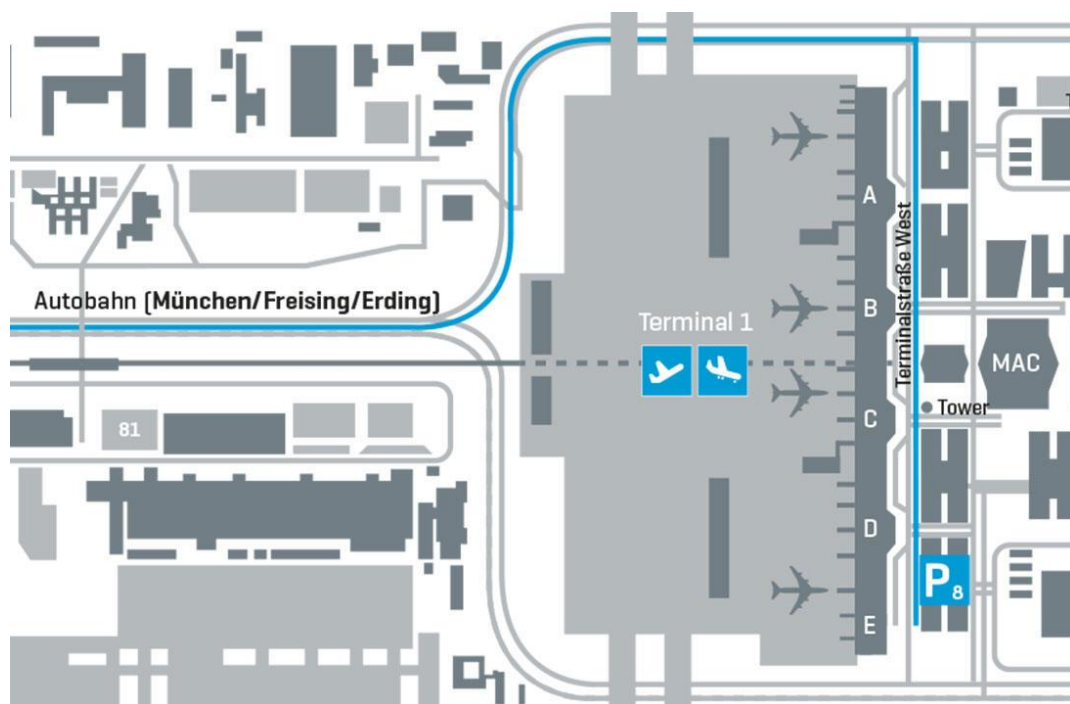 T
A
Terminalstraße West
Autobahn (München/Freising/Erding)
B
Terminal 1
MAC
Tower
C
81
D
P8
E